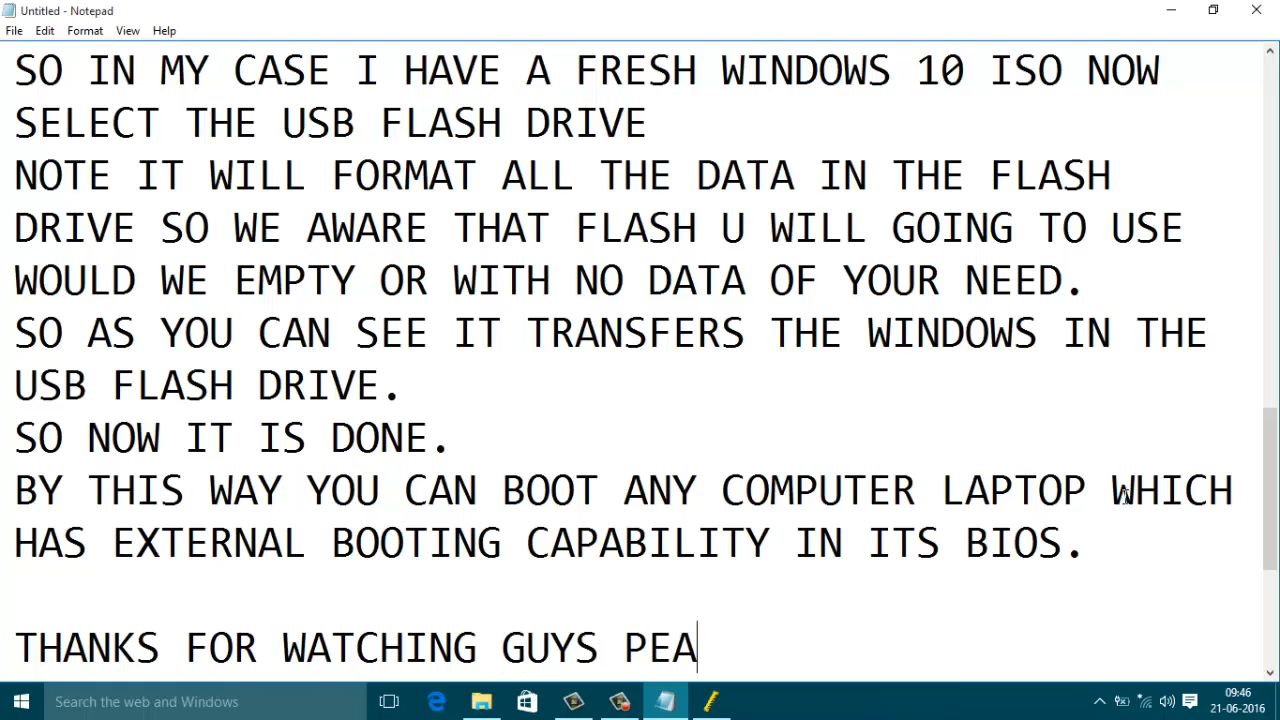 Untitled - Notepad
File Edit Format View Help
SO IN MY CASE I HAVE A FRESH WINDOWS 10 ISO NOW
SELECT THE USB FLASH DRIVE
NOTE IT WILL FORMAT ALL THE DATA IN THE FLASH
DRIVE SO WE AWARE THAT FLASH U WILL GOING TO USE
WOULD WE EMPTY OR WITH NO DATA OF YOUR NEED.
SO AS YOU CAN SEE IT TRANSFERS THE WINDOWS IN THE
USB FLASH DRIVE.
SO NOW IT IS DONE.
BY THIS WAY YOU CAN BOOT ANY COMPUTER LAPTOP WHICH
HAS EXTERNAL BOOTING CAPABILITY IN ITS BIOS.
THANKS FOR WATCHING GUYS PEA
Search the web and Windows
09:46
21-06-2016